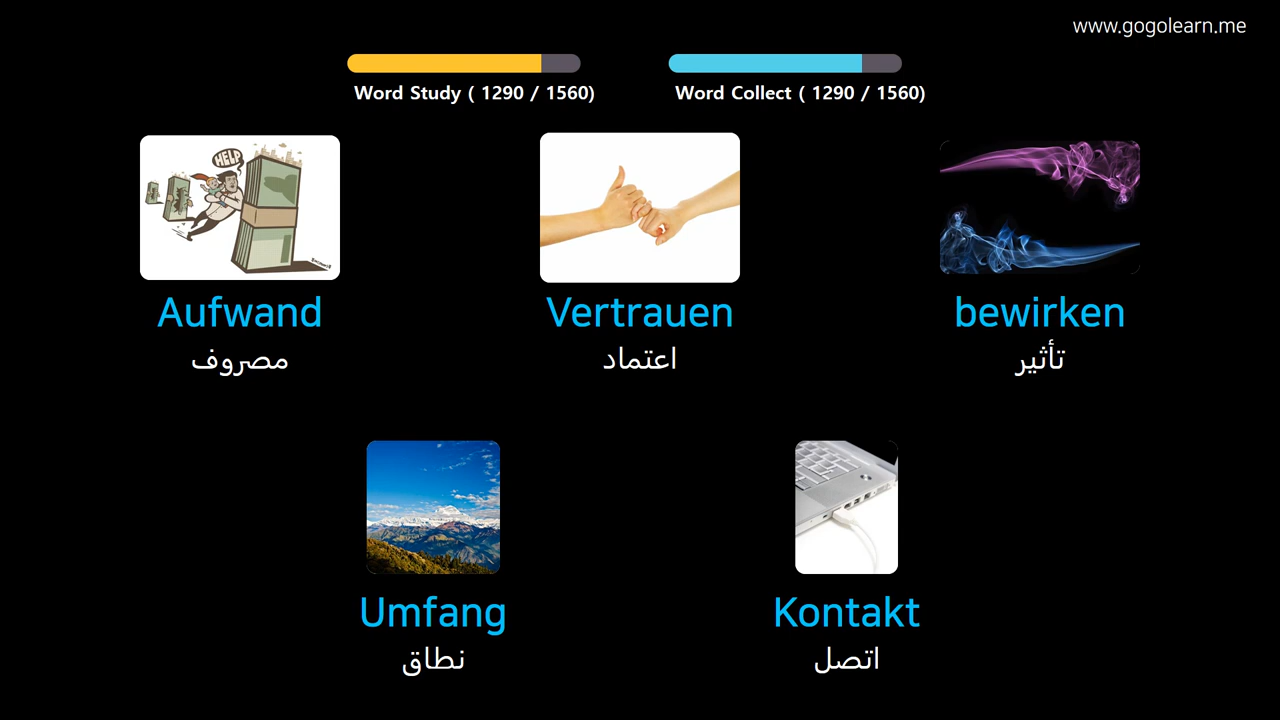 www.gogolearn.me
Word Study ( 1290 / 1560)
Word Collect ( 1290 / 1560)
HELP
Aufwand
Vertrauen
bewirken
مصروف
اعتماد
تأثير
Umfang
Kontakt
نطاق
اتصل